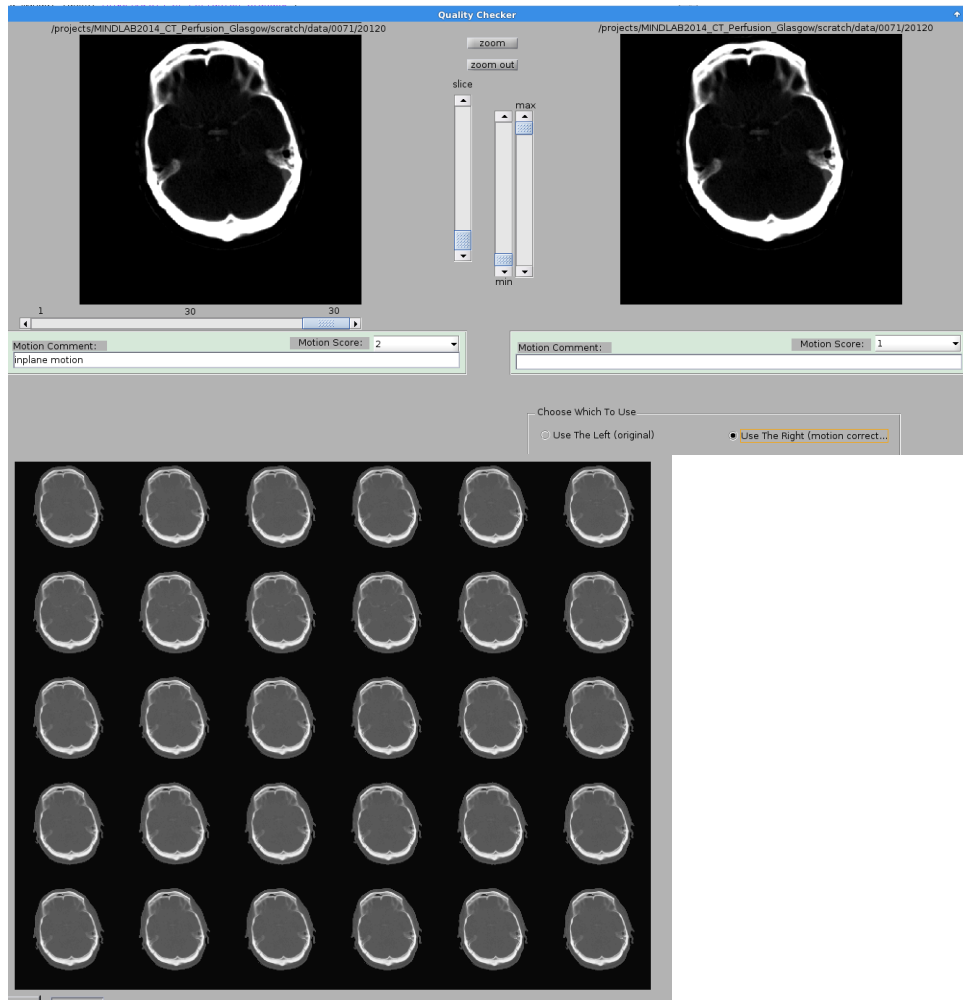 Quality Checker
/projects/MINDLAB2014_CT_Perfusion_Glasgow/scratch/data/0071/20120
/projects/MINDLAB2014_CT_Perfusion_Glasgow/scratch/data/0071/20120
zoom
zoom out
slice
max
min
1 30 30
Motion Comment: Motion Score: 2
inplane motion
Motion Comment: Motion Score: 1
Choose Which To Use
Use The Left (original) Use The Right (motion correct...